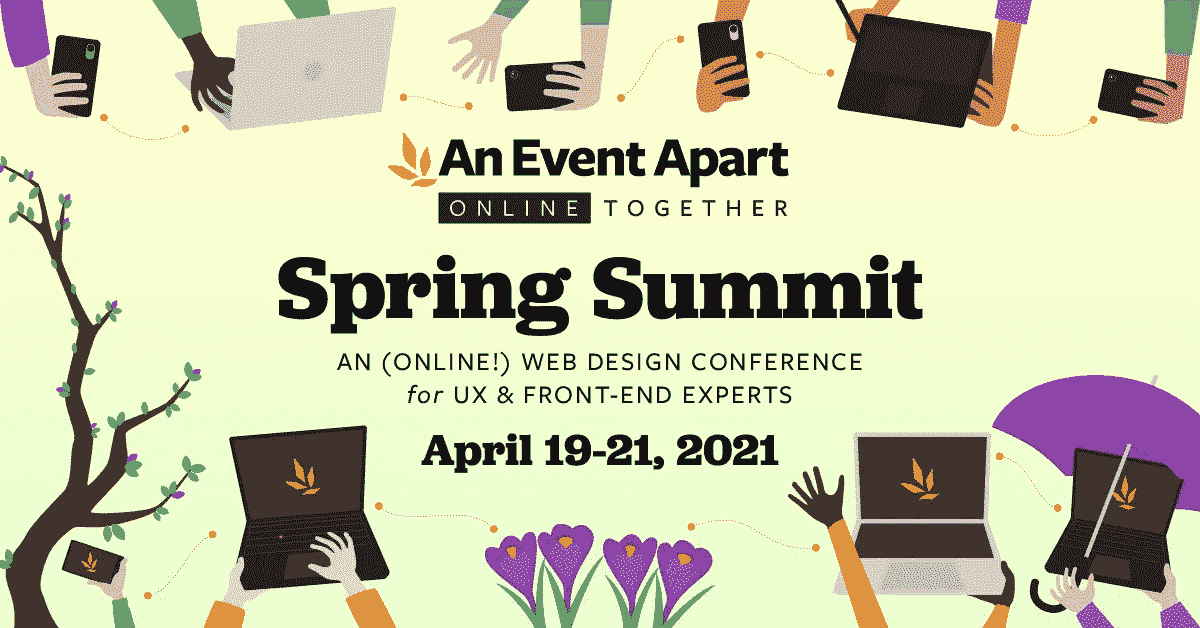 An Event Apart
ONLINE TOGETHER
Spring Summit
AN (ONLINE!) WEB DESIGN CONFERENCE
for UX & FRONT-END EXPERTS
April 19-21, 2021